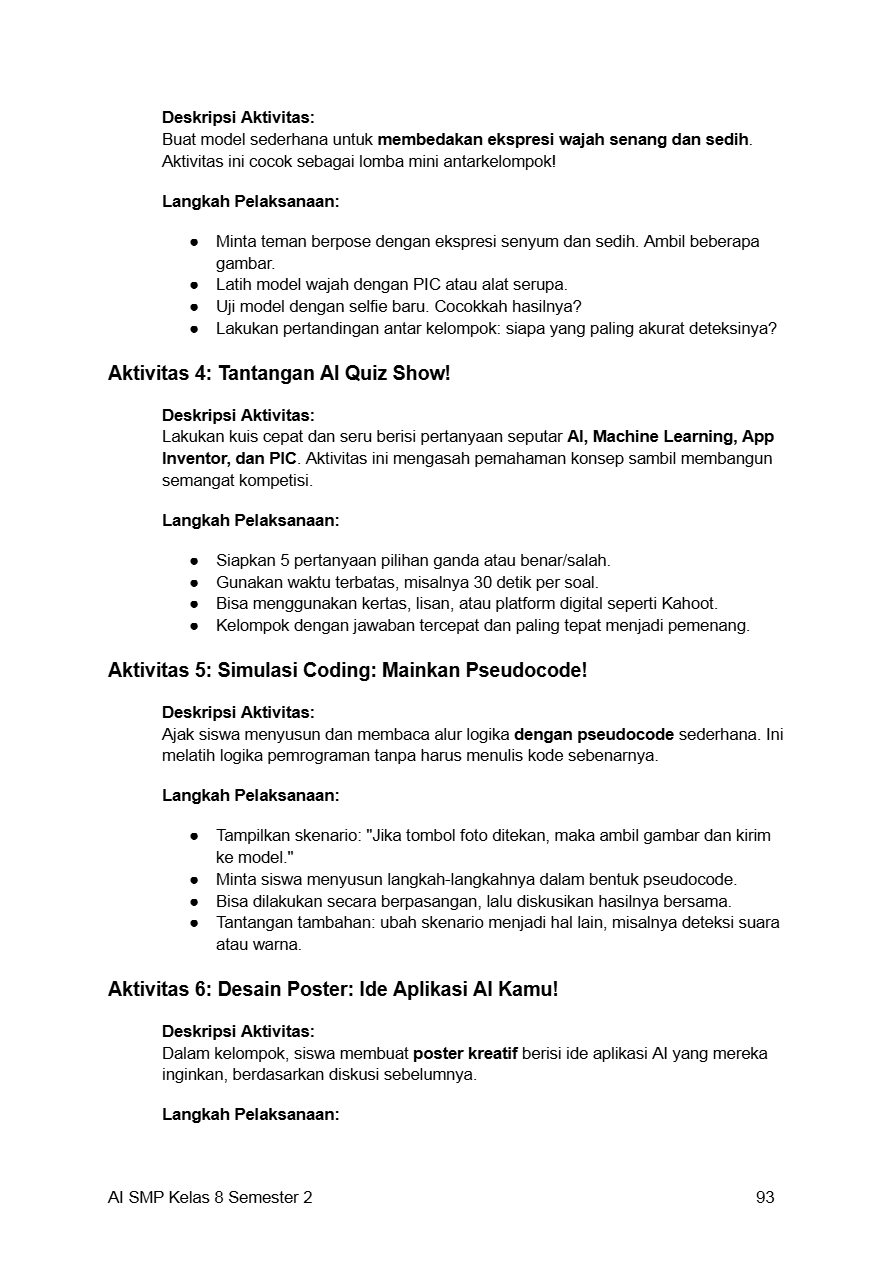 Deskripsi Aktivitas:
Buat model sederhana untuk membedakan ekspresi wajah senang dan sedih.
Aktivitas ini cocok sebagai lomba mini antarkelompok!
Langkah Pelaksanaan:
● Minta teman berpose dengan ekspresi senyum dan sedih. Ambil beberapa
gambar.
● Latih model wajah dengan PIC atau alat serupa.
● Uji model dengan selfie baru. Cocokkah hasilnya?
● Lakukan pertandingan antar kelompok: siapa yang paling akurat deteksinya?
Aktivitas 4: Tantangan AI Quiz Show!
Deskripsi Aktivitas:
Lakukan kuis cepat dan seru berisi pertanyaan seputar AI, Machine Learning, App
Inventor, dan PIC. Aktivitas ini mengasah pemahaman konsep sambil membangun
semangat kompetisi.
Langkah Pelaksanaan:
● Siapkan 5 pertanyaan pilihan ganda atau benar/salah.
● Gunakan waktu terbatas, misalnya 30 detik per soal.
● Bisa menggunakan kertas, lisan, atau platform digital seperti Kahoot.
● Kelompok dengan jawaban tercepat dan paling tepat menjadi pemenang.
Aktivitas 5: Simulasi Coding: Mainkan Pseudocode!
Deskripsi Aktivitas:
Ajak siswa menyusun dan membaca alur logika dengan pseudocode sederhana. Ini
melatih logika pemrograman tanpa harus menulis kode sebenarnya.
Langkah Pelaksanaan:
● Tampilkan skenario: "Jika tombol foto ditekan, maka ambil gambar dan kirim
ke model."
● Minta siswa menyusun langkah-langkahnya dalam bentuk pseudocode.
● Bisa dilakukan secara berpasangan, lalu diskusikan hasilnya bersama.
● Tantangan tambahan: ubah skenario menjadi hal lain, misalnya deteksi suara
atau warna.
Aktivitas 6: Desain Poster: Ide Aplikasi AI Kamu!
Deskripsi Aktivitas:
Dalam kelompok, siswa membuat poster kreatif berisi ide aplikasi AI yang mereka
inginkan, berdasarkan diskusi sebelumnya.
Langkah Pelaksanaan:
AI SMP Kelas 8 Semester 2 93